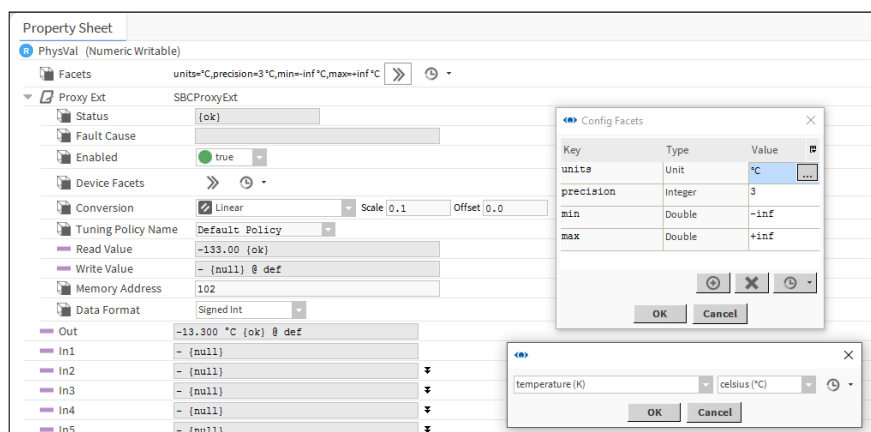 Property Sheet
R PhysVal (Numeric Writable)
Facets units=°C,precision=3 °C,min=-inf °C,max=+inf °C
Proxy Ext SBCProxyExt
Status {ok}
Fault Cause
Enabled true
Device Facets
Conversion Linear Scale 0.1 Offset 0.0
Tuning Policy Name Default Policy
Read Value -133.00 {ok}
Write Value - {null} @ def
Memory Address 102
Data Format Signed Int
Out -13.300 °C {ok} @ def
In1 - {null}
In2 - {null}
In3 - {null}
In4 - {null}
In5 - {null}
Config Facets
Key Type Value
units Unit °C ...
precision Integer 3
min Double -inf
max Double +inf
OK Cancel
temperature (K) celsius (°C)
OK Cancel